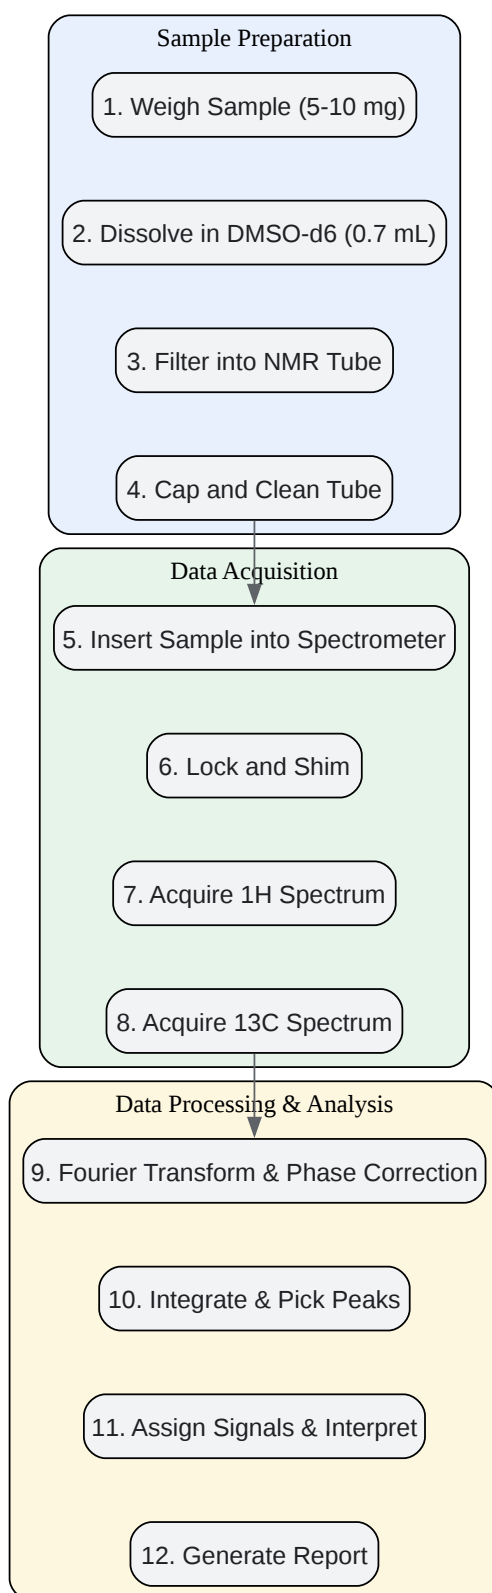 Sample Preparation
1. Weigh Sample (5-10 mg)
2. Dissolve in DMSO-d6 (0.7 mL)
3. Filter into NMR Tube
4. Cap and Clean Tube
Data Acquisition
5. Insert Sample into Spectrometer
6. Lock and Shim
7. Acquire 1H Spectrum
8. Acquire 13C Spectrum
Data Processing & Analysis
9. Fourier Transform & Phase Correction
10. Integrate & Pick Peaks
11. Assign Signals & Interpret
12. Generate Report